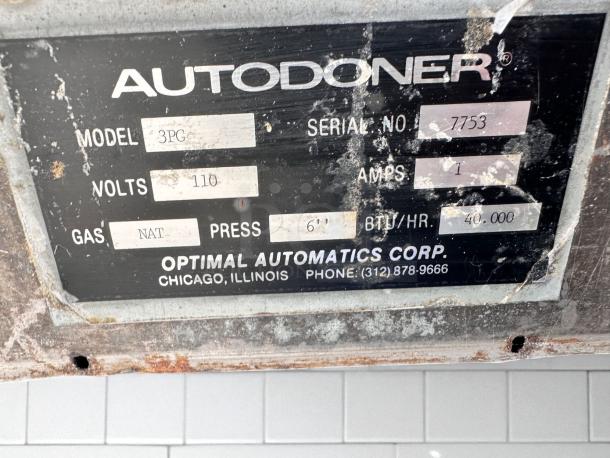 AUTODONER®
MODEL 3PG SERIAL NO 7753
VOLTS 110 AMPS 1
GAS NAT PRESS 6'' BTU/HR. 40.000
OPTIMAL AUTOMATICS CORP.
CHICAGO, ILLINOIS PHONE: (312) 878-9666